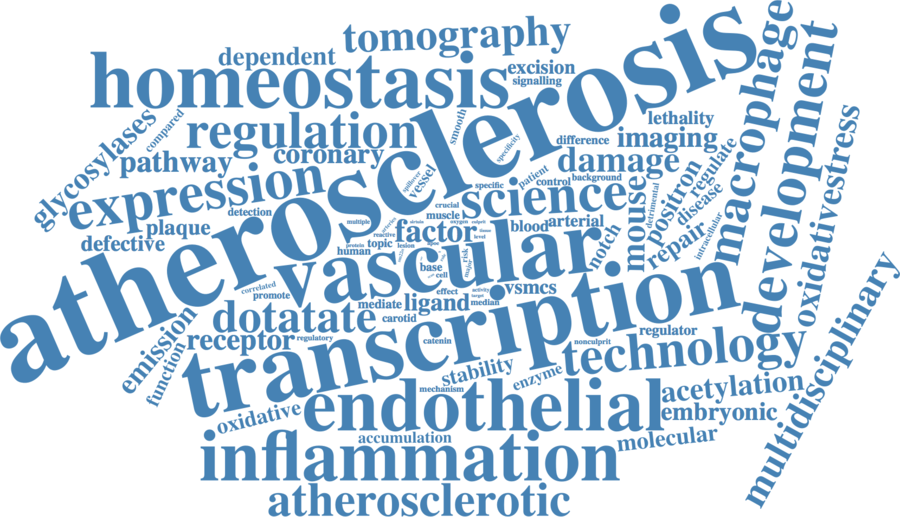 tomography
dependent
homeostasis
excision
signalling
atherosclerosis
macrophage
development
glycosylases
compared
regulation
smooth
specificity
lethality
difference
imaging
pathway
coronary
vessel
patient
damage
background
control
specific
expression
science
mouse
detrimental
positron
regulate
disease
oxidativestress
detection
crucial
muscle
oxygen
culprit
plaque
defective
multiple
arteries
factor
blood
arterial
notch
repair
intracellular
reactive
topic
human
protein
lesion
tissue
level
vascular
base
cell
risk
major
correlated
promote
effect
activity
target
vsmcs
mediate
ligand
median
dotatate
carotid
transcription
emission
function
receptor
regulatory
catenin
regulator
nonculprit
technology
multidisciplinary
stability
enzyme
mechanism
acetylation
oxidative
endothelial
embryonic
accumulation
molecular
inflammation
atherosclerotic